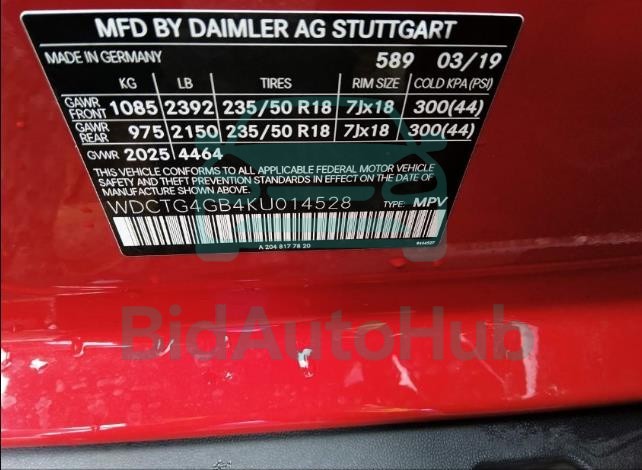 MFD BY DAIMLER AG STUTTGART
MADE IN GERMANY 589 03/19
KG LB TIRES RIM SIZE COLD KPA (PSI)
GAWR FRONT 1085 2392 235/50 R18 7Jx18 300(44)
GAWR REAR 975 2150 235/50 R18 7Jx18 300(44)
GVWR 2025 4464
THIS VEHICLE CONFORMS TO ALL APPLICABLE FEDERAL MOTOR VEHICLE
SAFETY, BUMPER, AND THEFT PREVENTION STANDARDS IN EFFECT ON THE DATE
OF MANUFACTURE SHOWN ABOVE.
WDCTG4GB4KU014528 TYPE: MPV
A 204 817 78 20
BidAutoHub